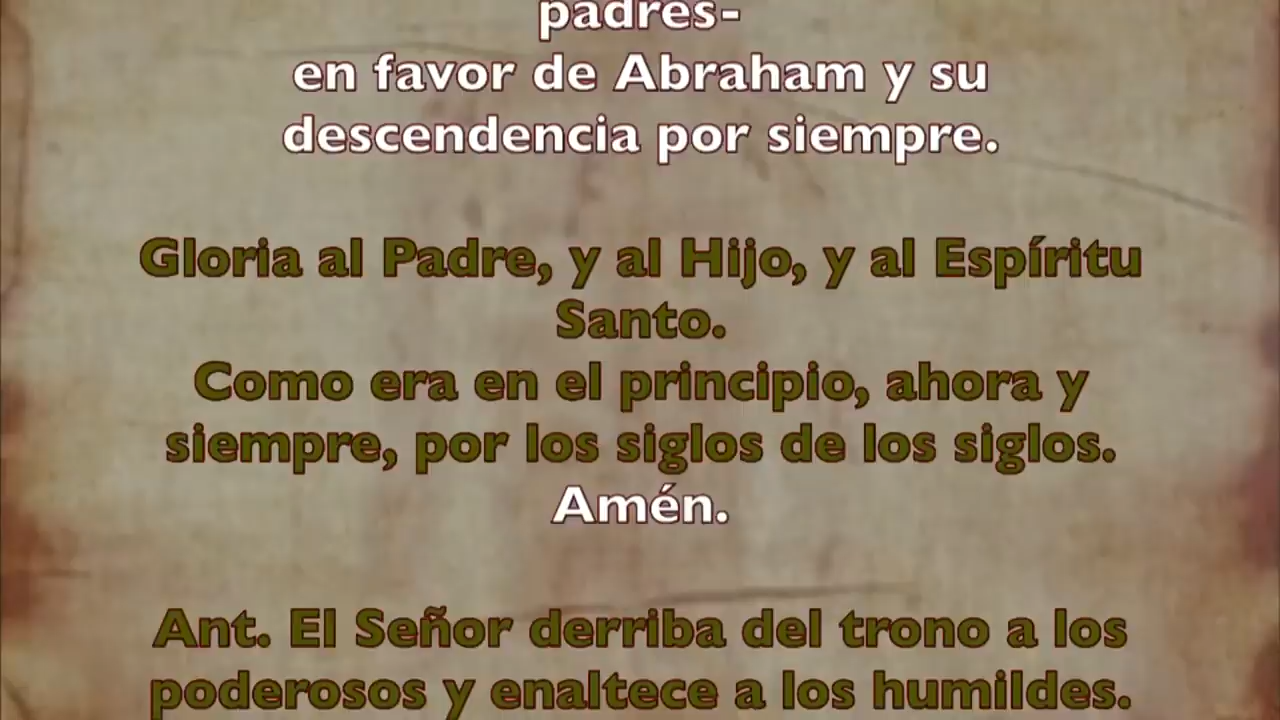 padres-
en favor de Abraham y su
descendencia por siempre.
Gloria al Padre, y al Hijo, y al Espíritu
Santo.
Como era en el principio, ahora y
siempre, por los siglos de los siglos.
Amén.
Ant. El Señor derriba del trono a los
poderosos y enaltece a los humildes.